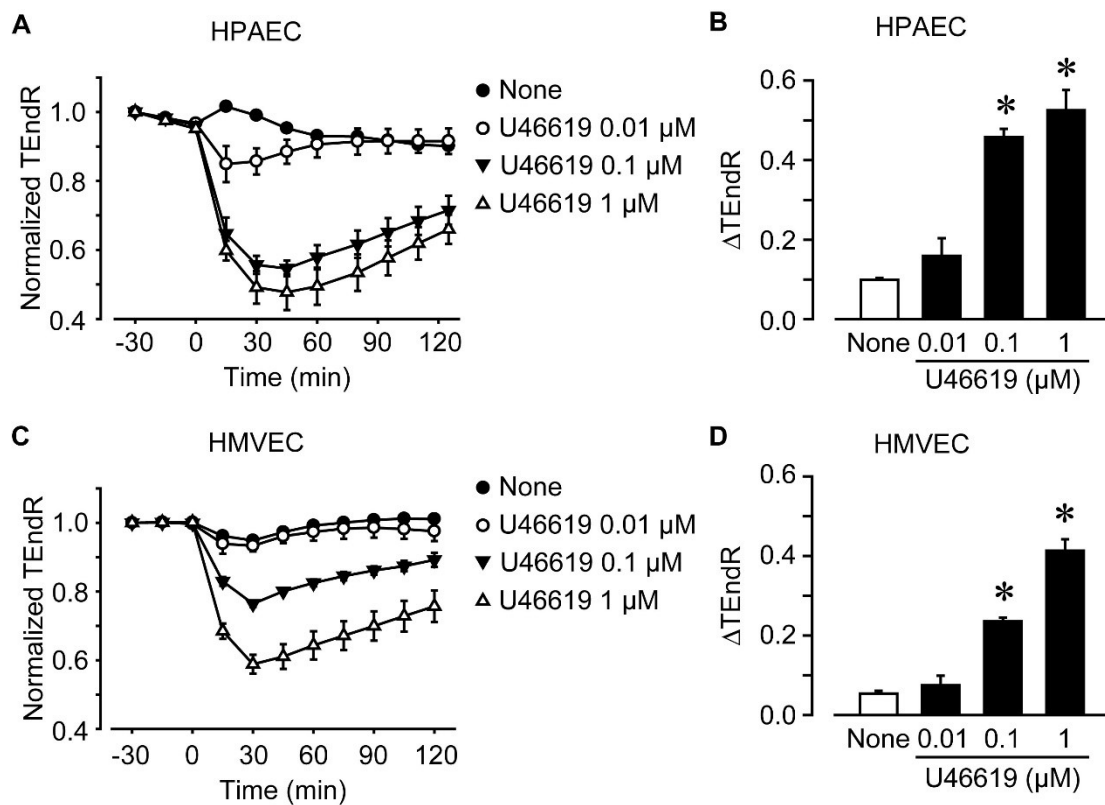 A
HPAEC
Normalized TEndR
1.0
0.8
0.6
0.4
-30 0 30 60 90 120
Time (min)
None
U46619 0.01 µM
U46619 0.1 µM
U46619 1 µM
B
HPAEC
ΔTEndR
0.6
0.4
0.2
0.0
* *
None 0.01 0.1 1
U46619 (µM)
C
HMVEC
Normalized TEndR
1.0
0.8
0.6
0.4
-30 0 30 60 90 120
Time (min)
None
U46619 0.01 µM
U46619 0.1 µM
U46619 1 µM
D
HMVEC
ΔTEndR
0.6
0.4
0.2
0.0
* *
None 0.01 0.1 1
U46619 (µM)